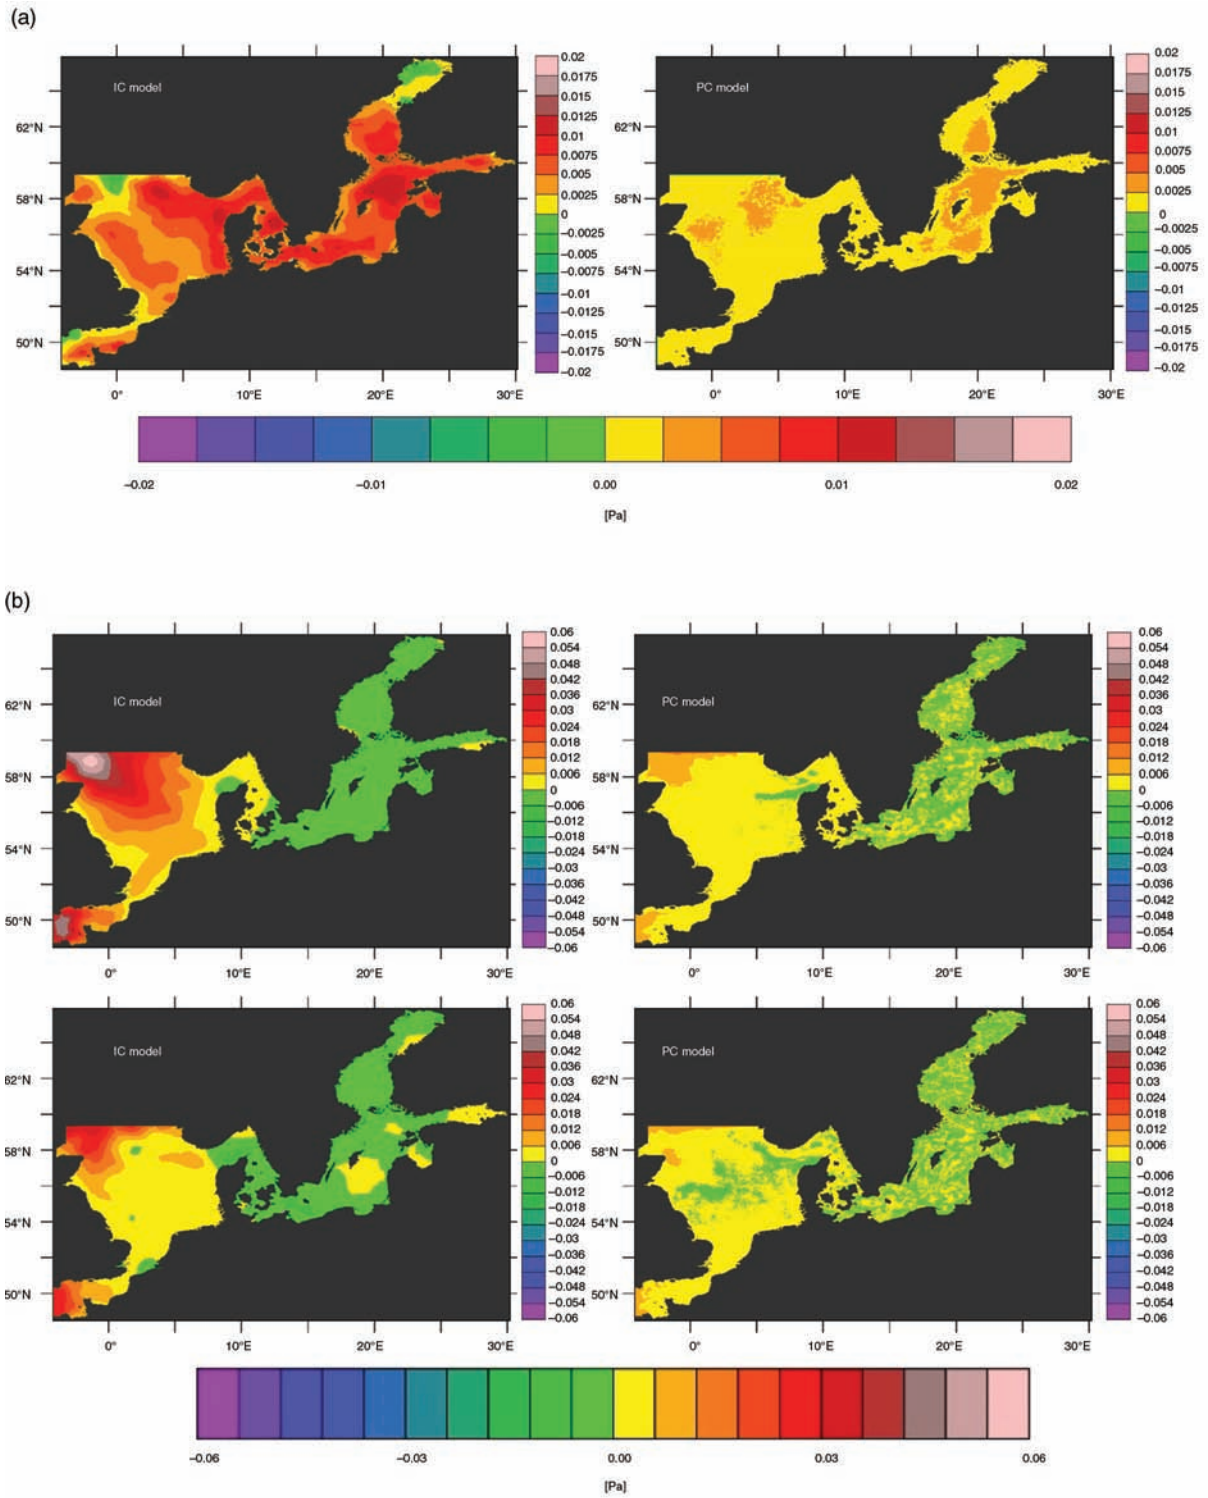 (a)
IC model
62°N
58°N
54°N
50°N
0°
10°E
20°E
30°E
0.02
0.0175
0.015
0.0125
0.01
0.0075
0.005
0.0025
0
−0.0025
−0.005
−0.0075
−0.01
−0.0125
−0.015
−0.0175
−0.02
PC model
62°N
58°N
54°N
50°N
0°
10°E
20°E
30°E
0.02
0.0175
0.015
0.0125
0.01
0.0075
0.005
0.0025
0
−0.0025
−0.005
−0.0075
−0.01
−0.0125
−0.015
−0.0175
−0.02
−0.02 −0.01 0.00 0.01 0.02
[Pa]
(b)
IC model
62°N
58°N
54°N
50°N
0°
10°E
20°E
30°E
0.06
0.054
0.048
0.042
0.036
0.03
0.024
0.018
0.012
0.006
0
−0.006
−0.012
−0.018
−0.024
−0.03
−0.036
−0.042
−0.048
−0.054
−0.06
PC model
62°N
58°N
54°N
50°N
0°
10°E
20°E
30°E
0.06
0.054
0.048
0.042
0.036
0.03
0.024
0.018
0.012
0.006
0
−0.006
−0.012
−0.018
−0.024
−0.03
−0.036
−0.042
−0.048
−0.054
−0.06
IC model
62°N
58°N
54°N
50°N
0°
10°E
20°E
30°E
0.06
0.054
0.048
0.042
0.036
0.03
0.024
0.018
0.012
0.006
0
−0.006
−0.012
−0.018
−0.024
−0.03
−0.036
−0.042
−0.048
−0.054
−0.06
PC model
62°N
58°N
54°N
50°N
0°
10°E
20°E
30°E
0.06
0.054
0.048
0.042
0.036
0.03
0.024
0.018
0.012
0.006
0
−0.006
−0.012
−0.018
−0.024
−0.03
−0.036
−0.042
−0.048
−0.054
−0.06
−0.06 −0.03 0.00 0.03 0.06
[Pa]